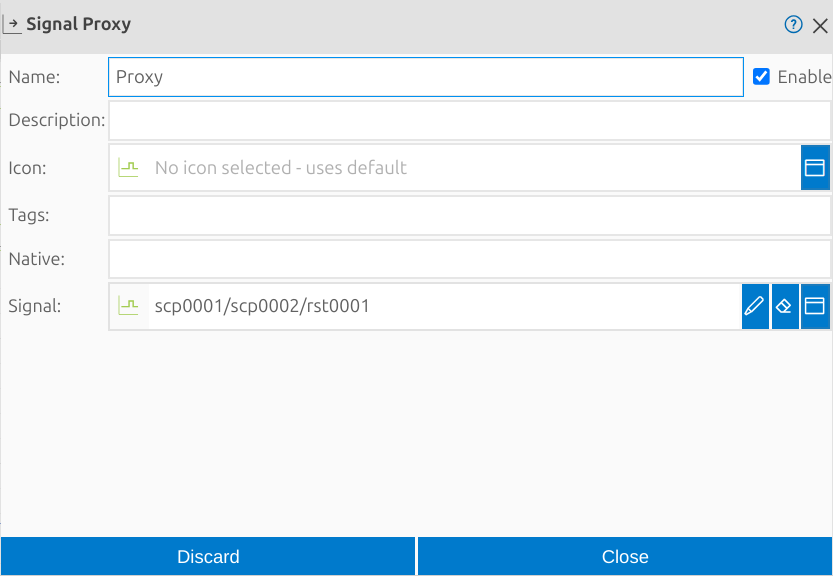 Signal Proxy
Name: Proxy Enable
Description:
Icon: No icon selected - uses default
Tags:
Native:
Signal: scp0001/scp0002/rst0001
Discard Close